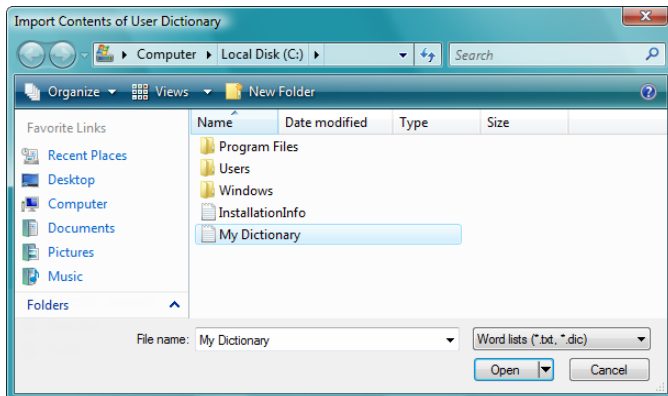 Import Contents of User Dictionary
Computer Local Disk (C:) Search
Organize Views New Folder
Favorite Links
Recent Places
Desktop
Computer
Documents
Pictures
Music
Folders
Name Date modified Type Size
Program Files
Users
Windows
InstallationInfo
My Dictionary
File name: My Dictionary Word lists (*.txt, *.dic)
Open Cancel